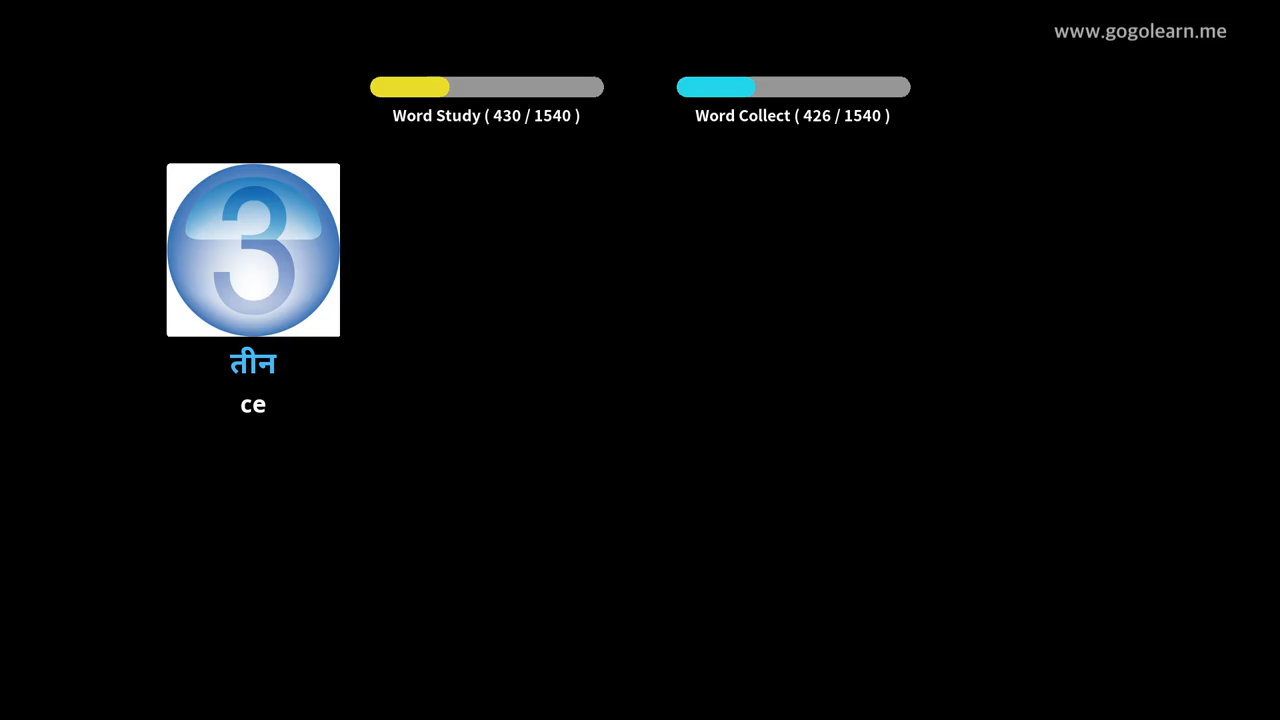 www.gogolearn.me
Word Study ( 430 / 1540 )
Word Collect ( 426 / 1540 )
3
तीन
ce